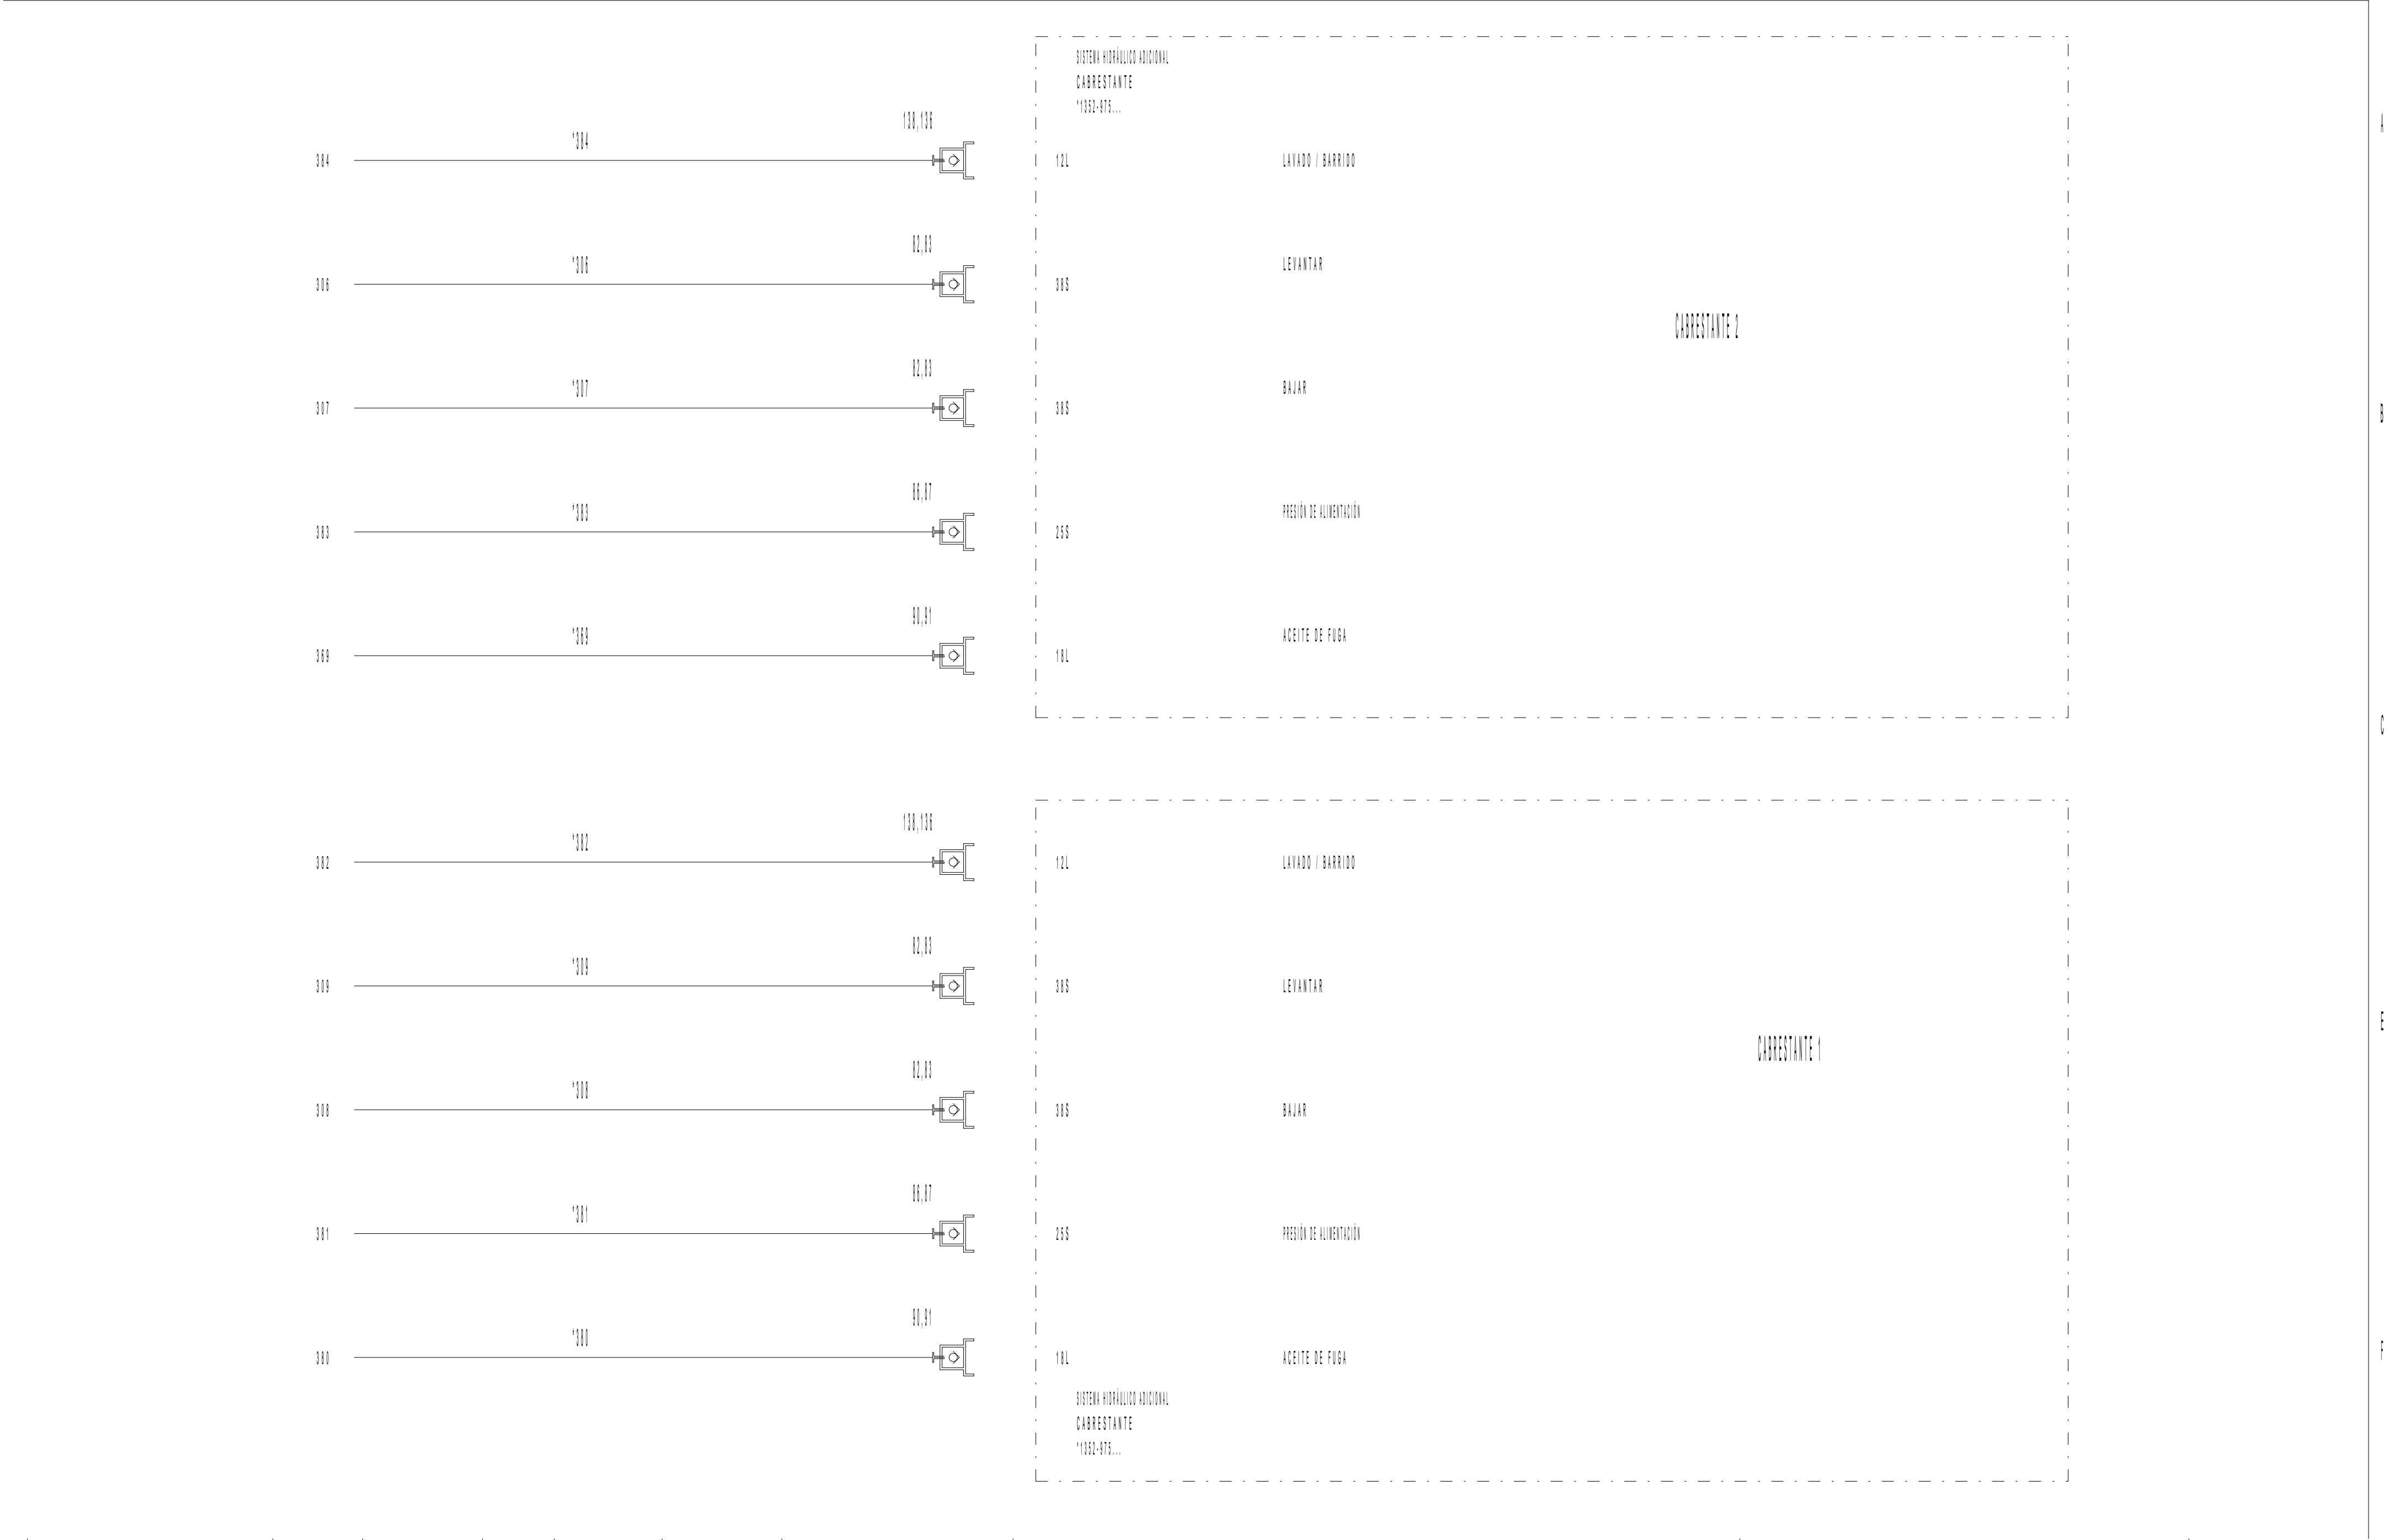 SISTEMA HIDRÁULICO ADICIONAL
CABRESTANTE
*1352-975...
A
138,136
*384
384
12L
LAVADO / BARRIDO
82,83
*306
306
38S
LEVANTAR
CABRESTANTE 2
82,83
*307
307
38S
BAJAR
B
86,87
*383
383
25S
PRESIÓN DE ALIMENTACIÓN
90,91
*369
369
18L
ACEITE DE FUGA
C
138,136
*382
382
12L
LAVADO / BARRIDO
82,83
*309
309
38S
LEVANTAR
E
CABRESTANTE 1
82,83
*308
308
38S
BAJAR
86,87
*381
381
25S
PRESIÓN DE ALIMENTACIÓN
90,91
*380
380
18L
ACEITE DE FUGA
F
SISTEMA HIDRÁULICO ADICIONAL
CABRESTANTE
*1352-975...